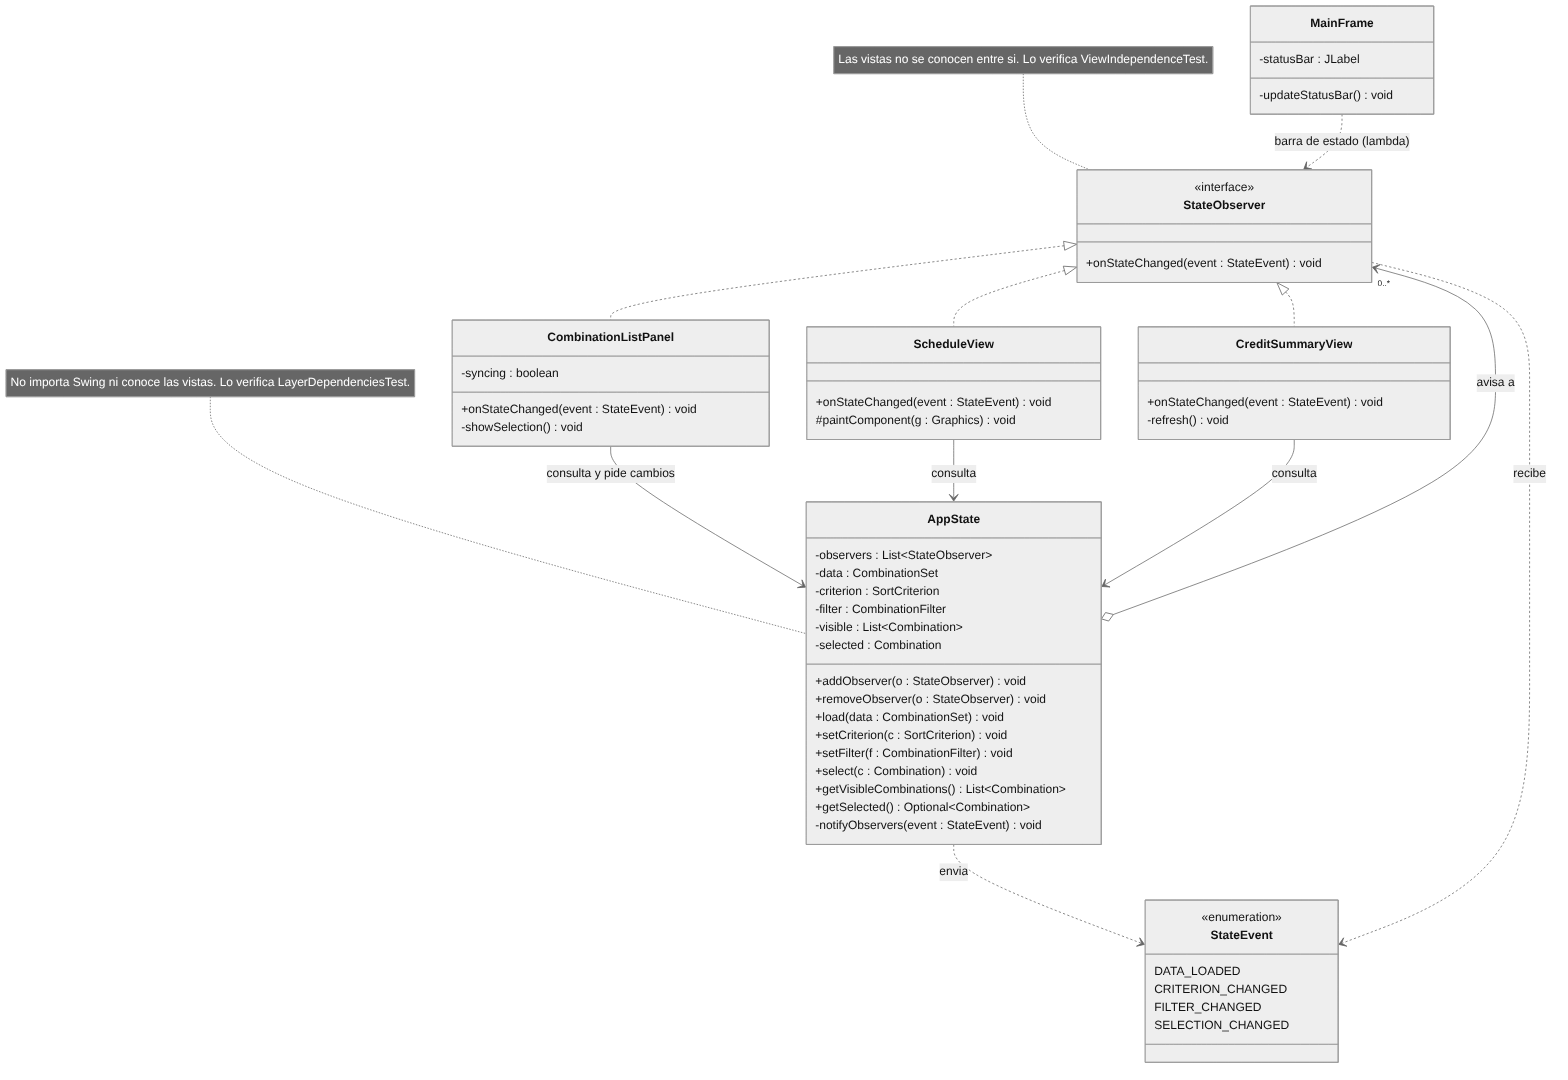 MainFrame
-statusBar : JLabel
-updateStatusBar() : void
Las vistas no se conocen entre si. Lo verifica ViewIndependenceTest.
barra de estado (lambda)
«interface»
StateObserver
+onStateChanged(event : StateEvent) : void
0..*
CombinationListPanel
-syncing : boolean
+onStateChanged(event : StateEvent) : void
-showSelection() : void
ScheduleView
+onStateChanged(event : StateEvent) : void
#paintComponent(g : Graphics) : void
CreditSummaryView
+onStateChanged(event : StateEvent) : void
-refresh() : void
No importa Swing ni conoce las vistas. Lo verifica LayerDependenciesTest.
avisa a
consulta y pide cambios
consulta
consulta
recibe
AppState
-observers : List<StateObserver>
-data : CombinationSet
-criterion : SortCriterion
-filter : CombinationFilter
-visible : List<Combination>
-selected : Combination
+addObserver(o : StateObserver) : void
+removeObserver(o : StateObserver) : void
+load(data : CombinationSet) : void
+setCriterion(c : SortCriterion) : void
+setFilter(f : CombinationFilter) : void
+select(c : Combination) : void
+getVisibleCombinations() : List<Combination>
+getSelected() : Optional<Combination>
-notifyObservers(event : StateEvent) : void
envia
«enumeration»
StateEvent
DATA_LOADED
CRITERION_CHANGED
FILTER_CHANGED
SELECTION_CHANGED